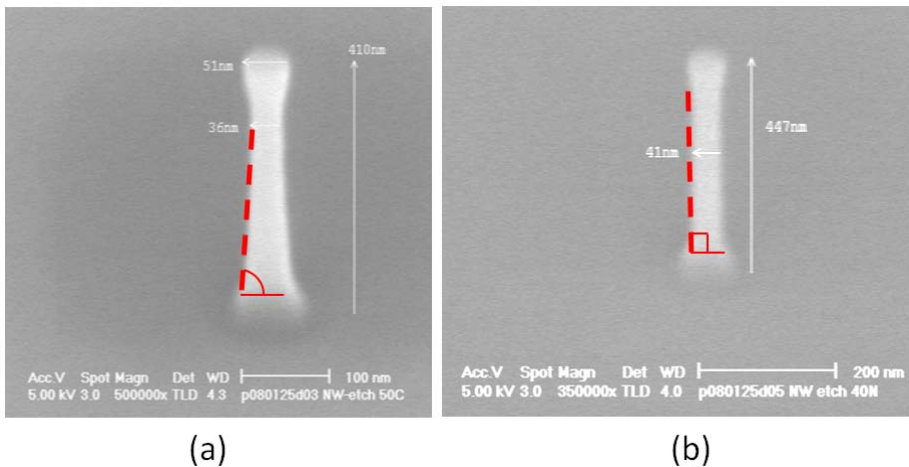 410nm
51nm
36nm
100 nm
Acc.V Spot Magn Det WD
5.00 kV 3.0 500000x TLD 4.3 p080125d03 NW-etch 50C
(a)
447nm
41nm
200 nm
Acc.V Spot Magn Det WD
5.00 kV 3.0 350000x TLD 4.0 p080125d05 NW etch 40N
(b)